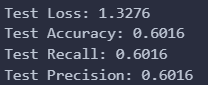 Test Loss: 1.3276
Test Accuracy: 0.6016
Test Recall: 0.6016
Test Precision: 0.6016